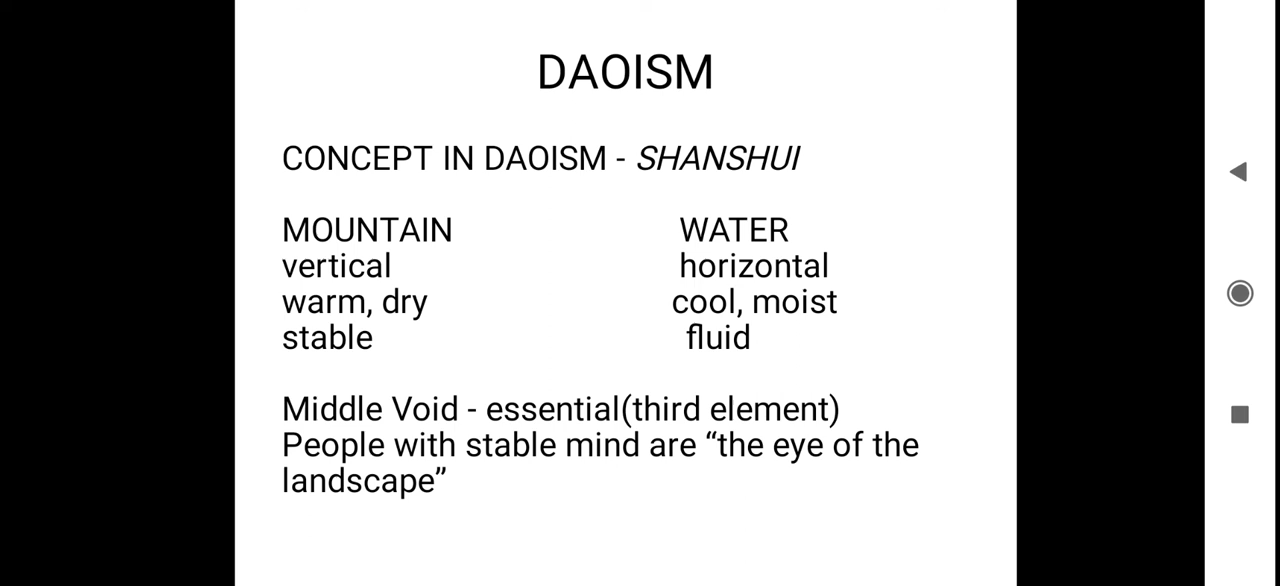 DAOISM
CONCEPT IN DAOISM - SHANSHUI
MOUNTAIN WATER
vertical horizontal
warm, dry cool, moist
stable fluid
Middle Void - essential(third element)
People with stable mind are “the eye of the
landscape”